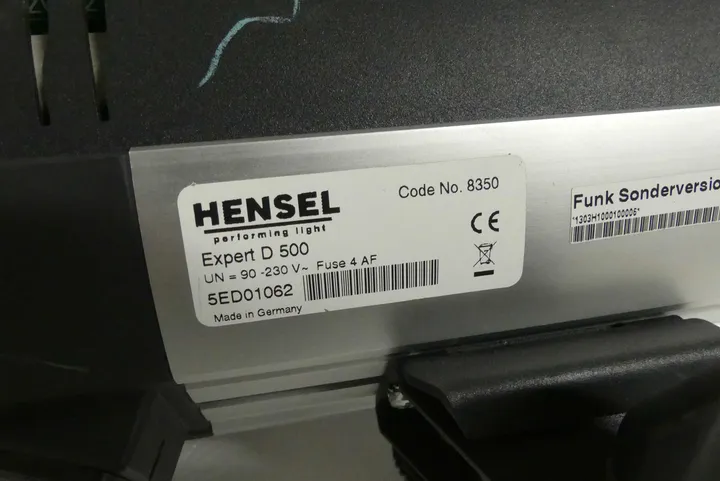 HENSEL
performing light
Code No. 8350
Expert D 500
UN = 90 -230 V~ Fuse 4 AF
5ED01062
Made in Germany
CE
Funk Sonderversio
*1303H1000100006*